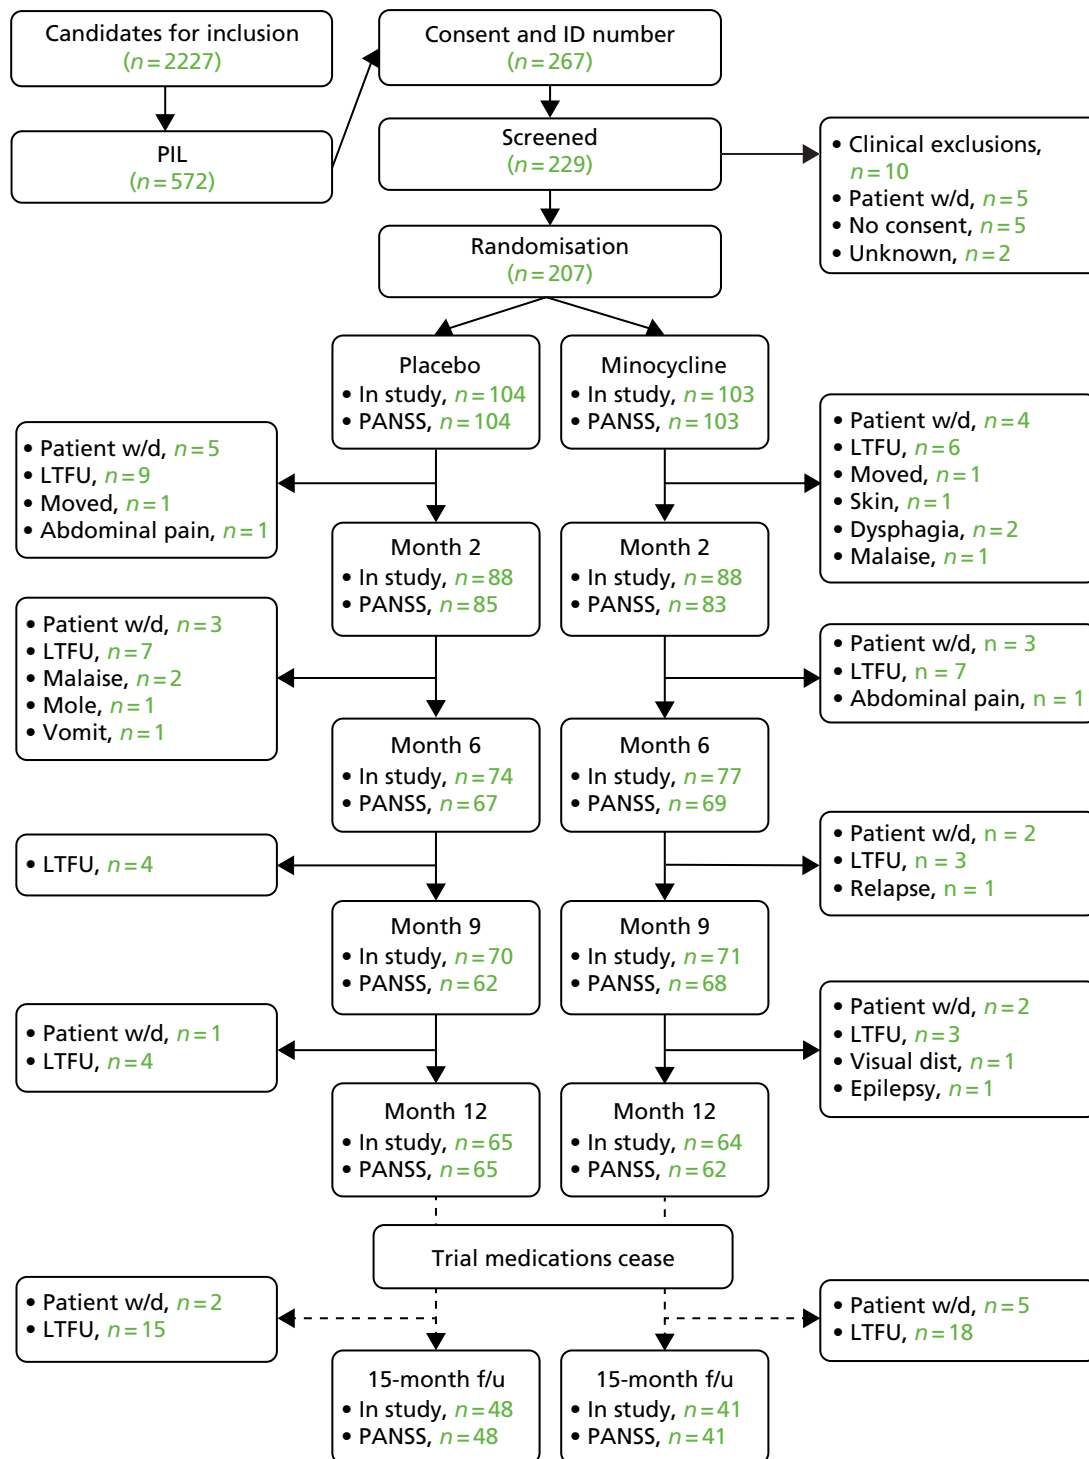 Candidates for inclusion
(n=2227)
PIL
(n=572)
Consent and ID number
(n=267)
Screened
(n=229)
• Clinical exclusions,
n=10
• Patient w/d, n=5
• No consent, n=5
• Unknown, n=2
Randomisation
(n=207)
Placebo
• In study, n=104
• PANSS, n=104
Minocycline
• In study, n=103
• PANSS, n=103
• Patient w/d, n=5
• LTFU, n=9
• Moved, n=1
• Abdominal pain, n=1
• Patient w/d, n=4
• LTFU, n=6
• Moved, n=1
• Skin, n=1
• Dysphagia, n=2
• Malaise, n=1
Month 2
• In study, n=88
• PANSS, n=85
Month 2
• In study, n=88
• PANSS, n=83
• Patient w/d, n=3
• LTFU, n=7
• Malaise, n=2
• Mole, n=1
• Vomit, n=1
• Patient w/d, n = 3
• LTFU, n = 7
• Abdominal pain, n = 1
Month 6
• In study, n=74
• PANSS, n=67
Month 6
• In study, n=77
• PANSS, n=69
• LTFU, n=4
• Patient w/d, n = 2
• LTFU, n = 3
• Relapse, n = 1
Month 9
• In study, n=70
• PANSS, n=62
Month 9
• In study, n=71
• PANSS, n=68
• Patient w/d, n=1
• LTFU, n=4
• Patient w/d, n=2
• LTFU, n=3
• Visual dist, n=1
• Epilepsy, n=1
Month 12
• In study, n=65
• PANSS, n=65
Month 12
• In study, n=64
• PANSS, n=62
Trial medications cease
• Patient w/d, n=2
• LTFU, n=15
• Patient w/d, n=5
• LTFU, n=18
15-month f/u
• In study, n=48
• PANSS, n=48
15-month f/u
• In study, n=41
• PANSS, n=41